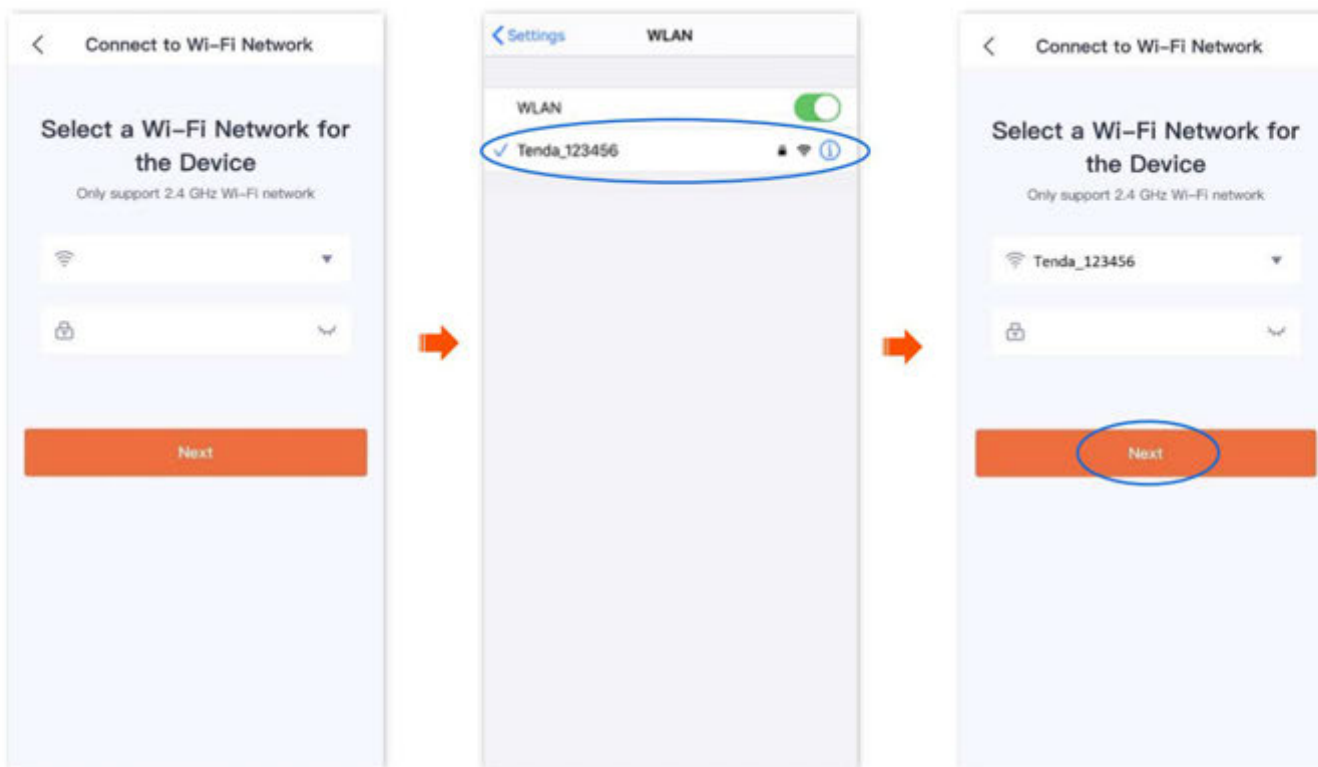 Connect to Wi-Fi Network
Select a Wi-Fi Network for
the Device
Only support 2.4 GHz Wi-Fi network
Next
Settings
WLAN
WLAN
Tenda_123456
Connect to Wi-Fi Network
Select a Wi-Fi Network for
the Device
Only support 2.4 GHz Wi-Fi network
Tenda_123456
Next